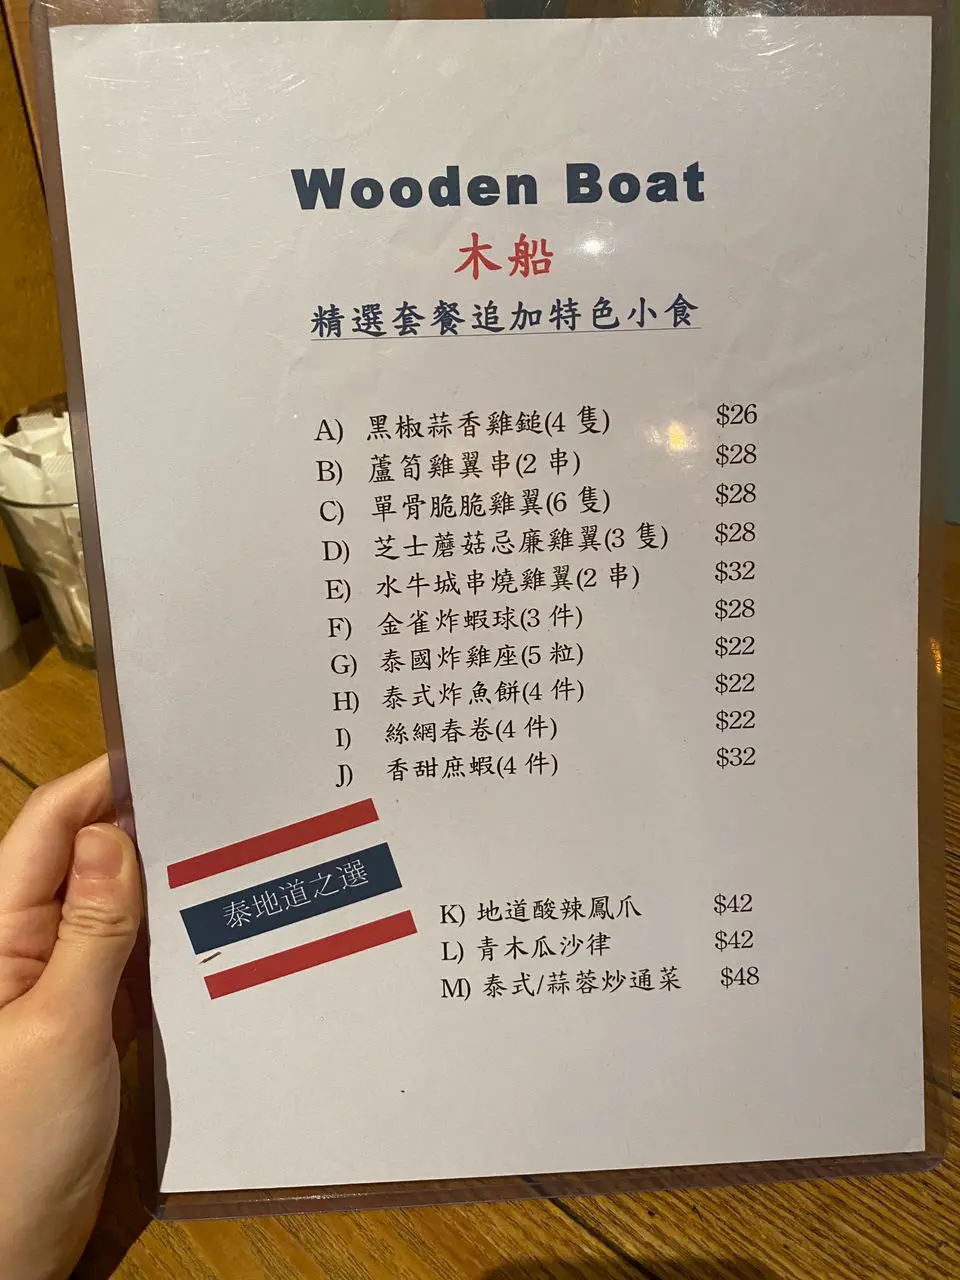 Wooden Boat
木船
精選套餐追加特色小食
A) 黑椒蒜香雞鎚(4 隻) $26
B) 蘆筍雞翼串(2 串) $28
C) 單骨脆脆雞翼(6 隻) $28
D) 芝士蘑菇忌廉雞翼(3 隻) $28
E) 水牛城串燒雞翼(2 串) $32
F) 金雀炸蝦球(3 件) $28
G) 泰國炸雞座(5 粒) $22
H) 泰式炸魚餅(4 件) $22
I) 絲網春卷(4 件) $22
J) 香甜庶蝦(4 件) $32
泰地道之選
K) 地道酸辣鳳爪 $42
L) 青木瓜沙律 $42
M) 泰式/蒜蓉炒通菜 $48